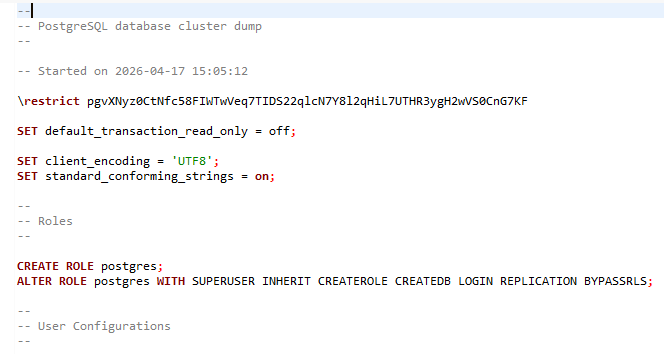 --
-- PostgreSQL database cluster dump
--
-- Started on 2026-04-17 15:05:12
\restrict pgvXNyz0CtNfc58FIWTwVeq7TIDS22qlcN7Y8l2qHiL7UTHR3ygH2wVS0CnG7KF
SET default_transaction_read_only = off;
SET client_encoding = 'UTF8';
SET standard_conforming_strings = on;
--
-- Roles
--
CREATE ROLE postgres;
ALTER ROLE postgres WITH SUPERUSER INHERIT CREATEROLE CREATEDB LOGIN REPLICATION BYPASSRLS;
--
-- User Configurations
--